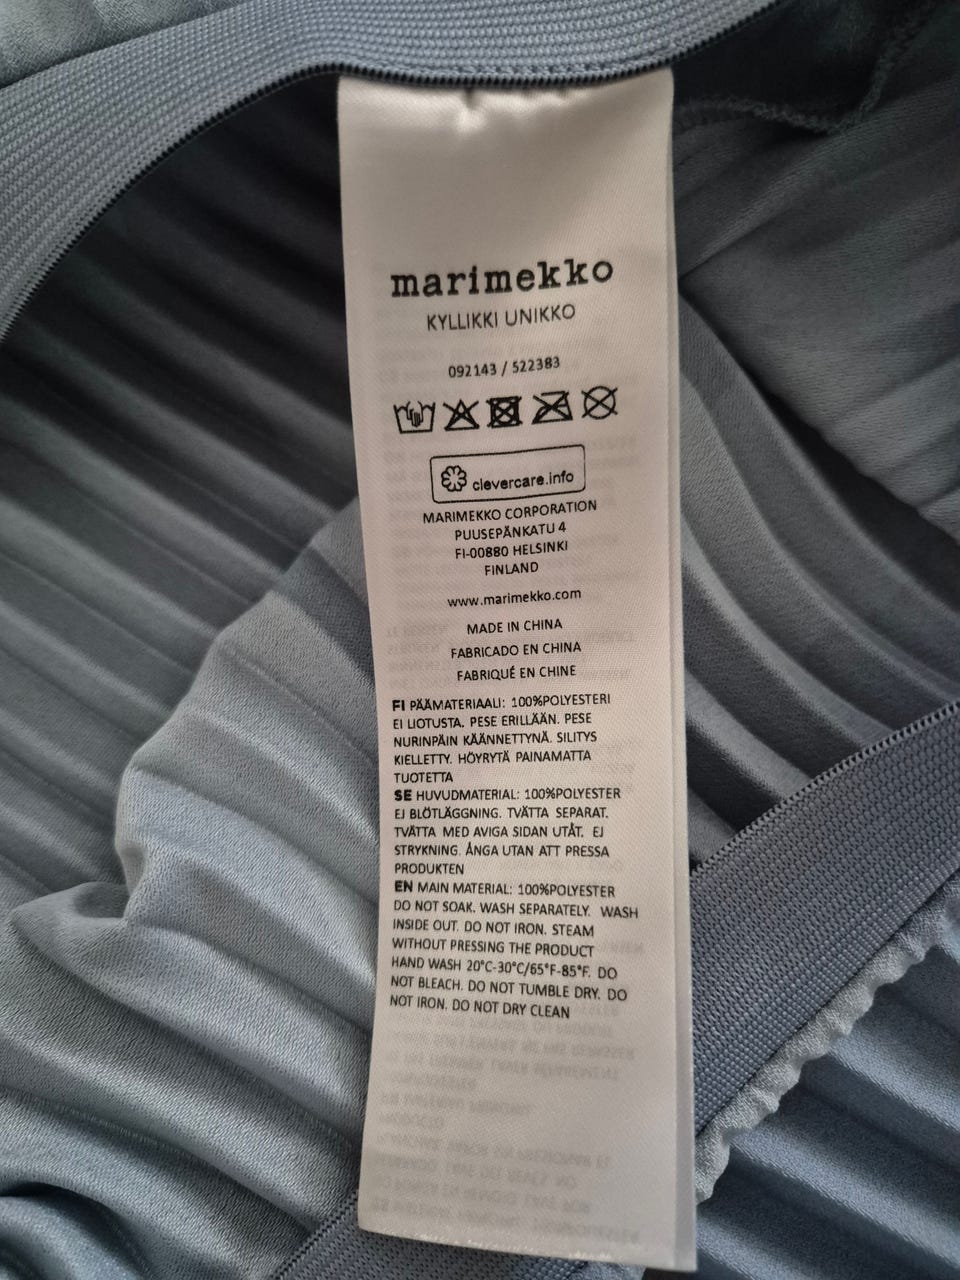 marimekko
KYLLIKKI UNIKKO
092143 / 522383
clevercare.info
MARIMEKKO CORPORATION
PUUSEPÄNKATU 4
FI-00880 HELSINKI
FINLAND
www.marimekko.com
MADE IN CHINA
FABRICADO EN CHINA
FABRIQUÉ EN CHINE
FI PÄÄMATERIAALI: 100%POLYESTERI
EI LIOTUSTA. PESE ERILLÄÄN. PESE
NURINPÄIN KÄÄNNETTYNÄ. SILITYS
KIELLETTY. HÖYRYTÄ PAINAMATTA
TUOTETTA
SE HUVUDMATERIAL: 100%POLYESTER
EJ BLÖTLÄGGNING. TVÄTTA SEPARAT.
TVÄTTA MED AVIGA SIDAN UTÅT. EJ
STRYKNING. ÅNGA UTAN ATT PRESSA
PRODUKTEN
EN MAIN MATERIAL: 100%POLYESTER
DO NOT SOAK. WASH SEPARATELY. WASH
INSIDE OUT. DO NOT IRON. STEAM
WITHOUT PRESSING THE PRODUCT
HAND WASH 20°C-30°C/65°F-85°F. DO
NOT BLEACH. DO NOT TUMBLE DRY. DO
NOT IRON. DO NOT DRY CLEAN